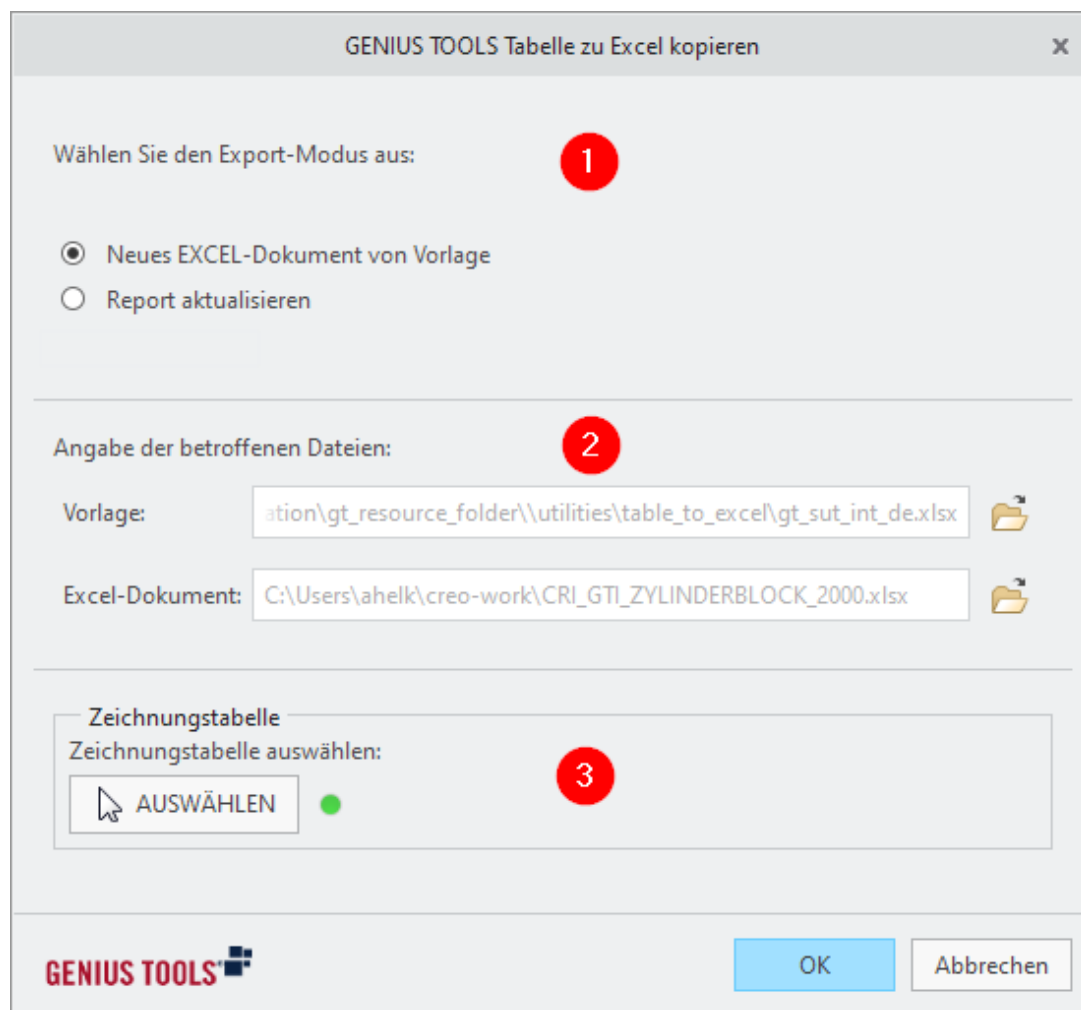 GENIUS TOOLS Tabelle zu Excel kopieren
Wählen Sie den Export-Modus aus:
1
Neues EXCEL-Dokument von Vorlage
Report aktualisieren
Angabe der betroffenen Dateien:
2
Vorlage: ation\gt_resource_folder\\utilities\table_to_excel\gt_sut_int_de.xlsx
Excel-Dokument: C:\Users\ahelk\creo-work\CRI_GTI_ZYLINDERBLOCK_2000.xlsx
Zeichnungstabelle
Zeichnungstabelle auswählen:
3
AUSWÄHLEN
GENIUS TOOLS
OK
Abbrechen